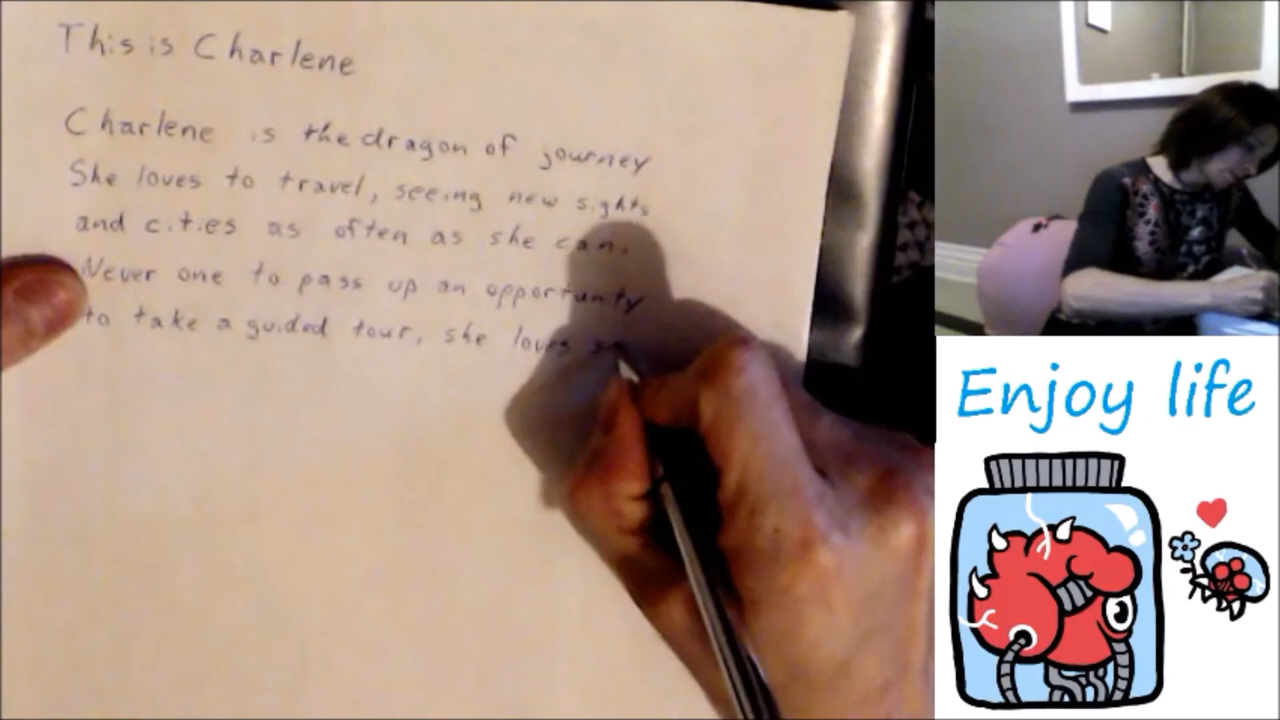 This is Charlene
Charlene is the dragon of journey
She loves to travel, seeing new sights
and cities as often as she can.
Never one to pass up an opportunty
to take a guided tour, she loves
Enjoy life